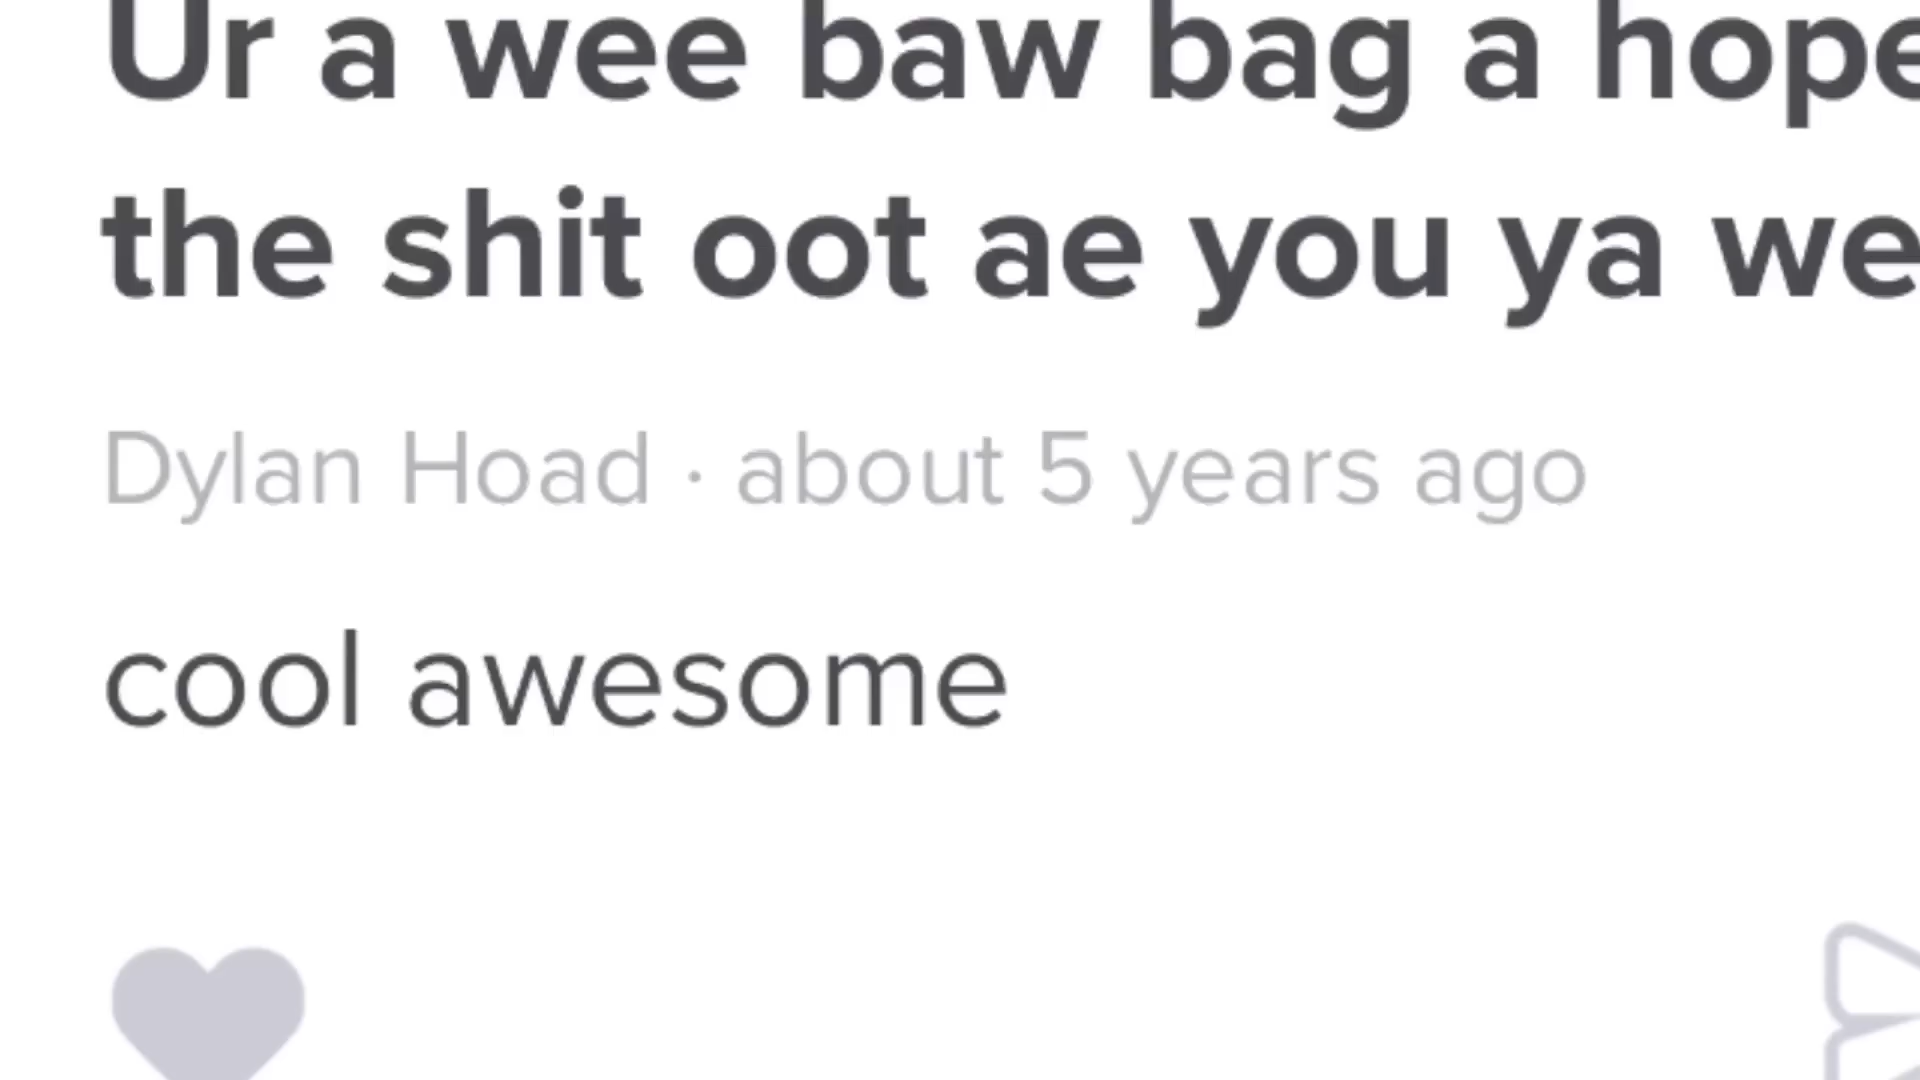 Ur a wee baw bag a hope
the shit oot ae you ya we
Dylan Hoad · about 5 years ago
cool awesome